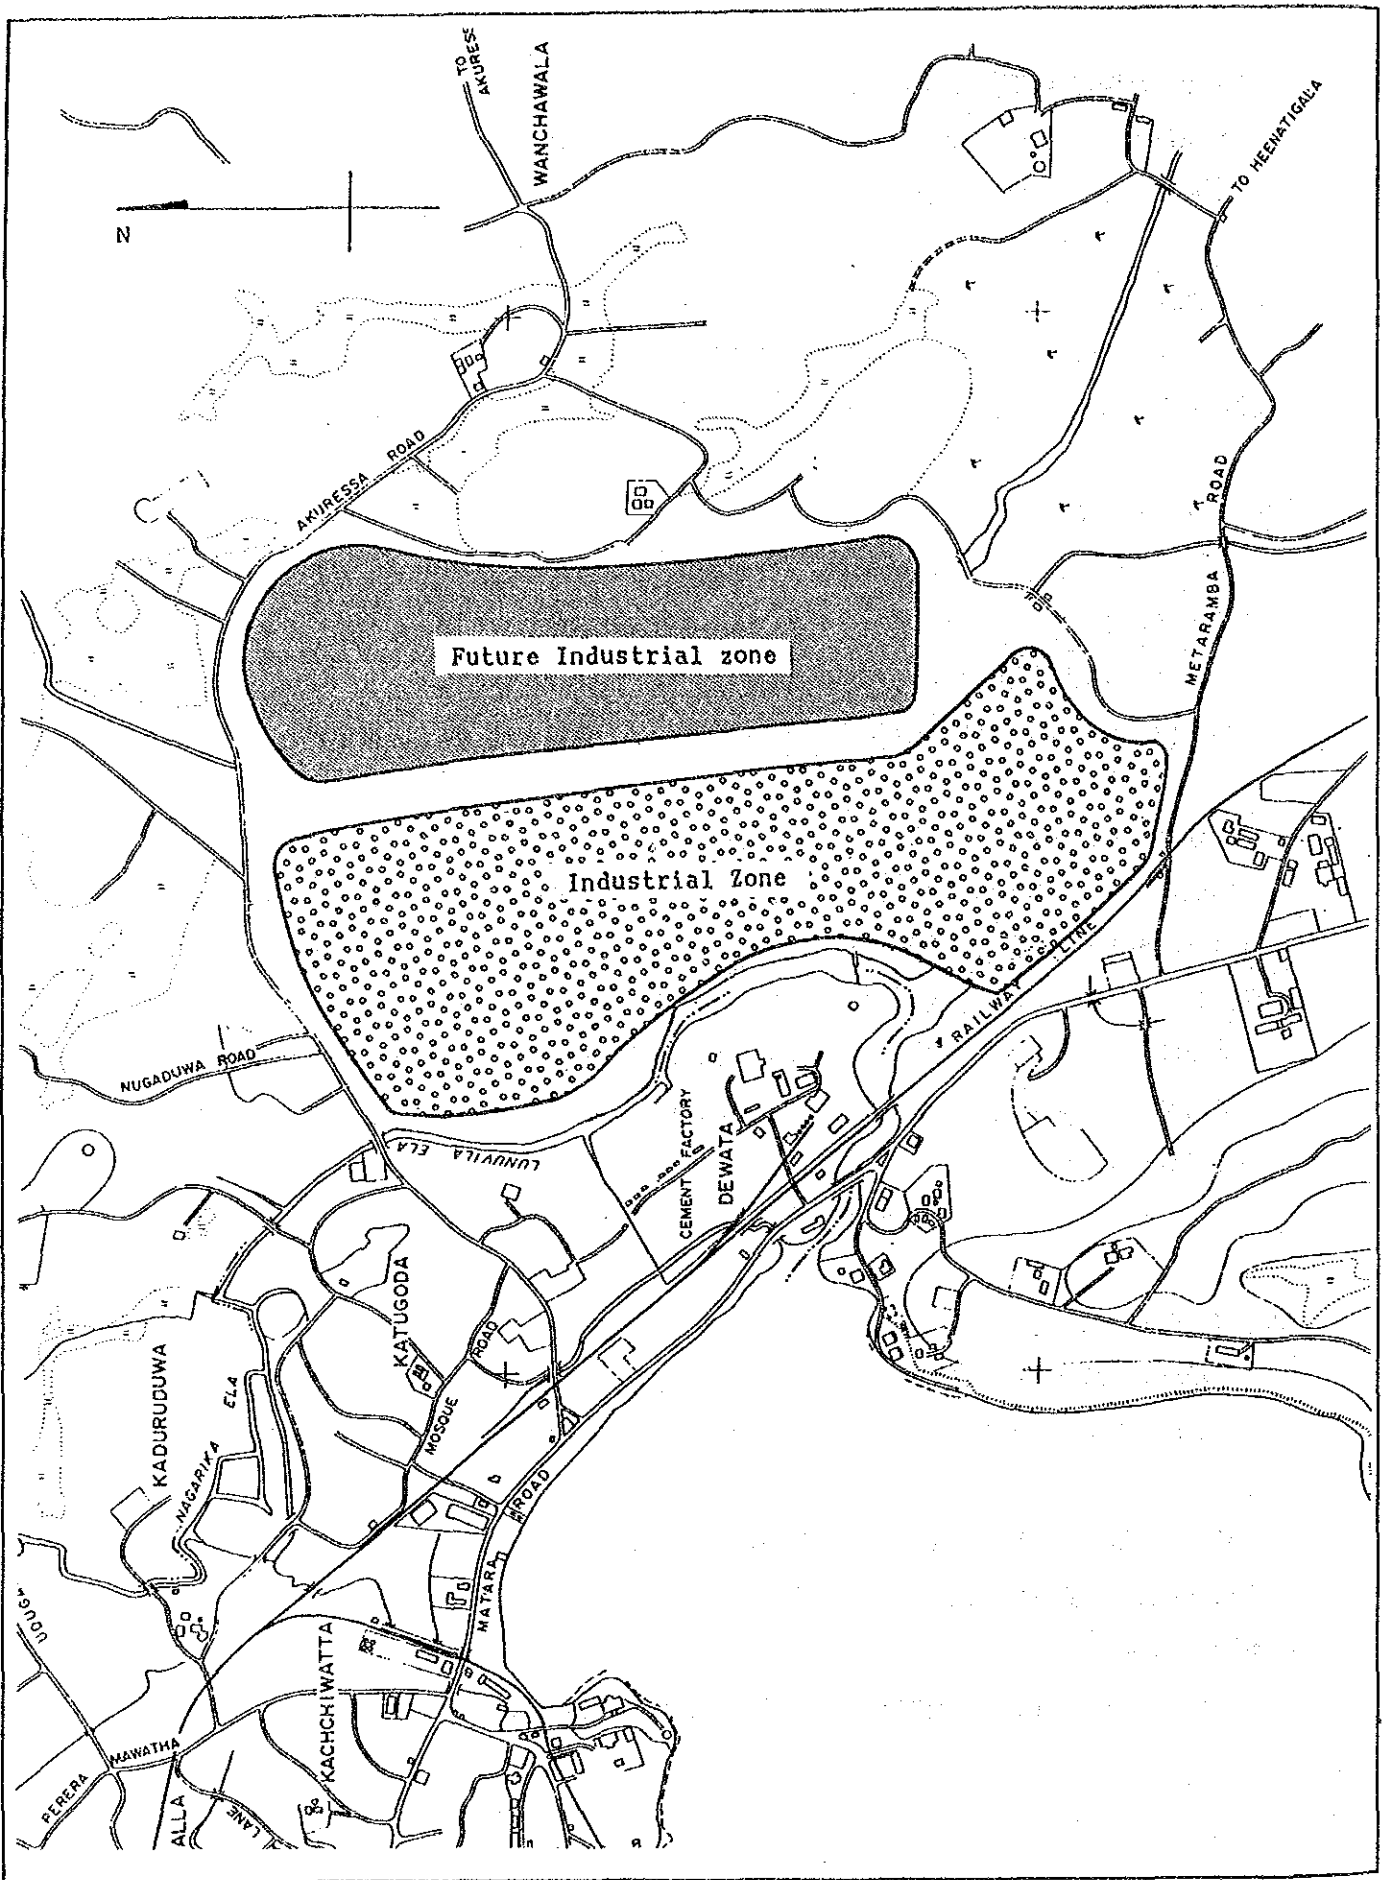 TO
AKURESS
WANCHAWALA
TO HEENATIGALA
N
AKURESSA ROAD
METARAMBA ROAD
Future Industrial zone
Industrial Zone
RAILWAY LINE
NUGADUWA ROAD
LUNUVILA ELA
CEMENT FACTORY
DEWATA
KATUGODA
MOSQUE ROAD
KADURUDUWA
NAGARIKA ELA
MATARA ROAD
KACHCHIWATTA
PERERA MAWATHA
ALLA
LANE